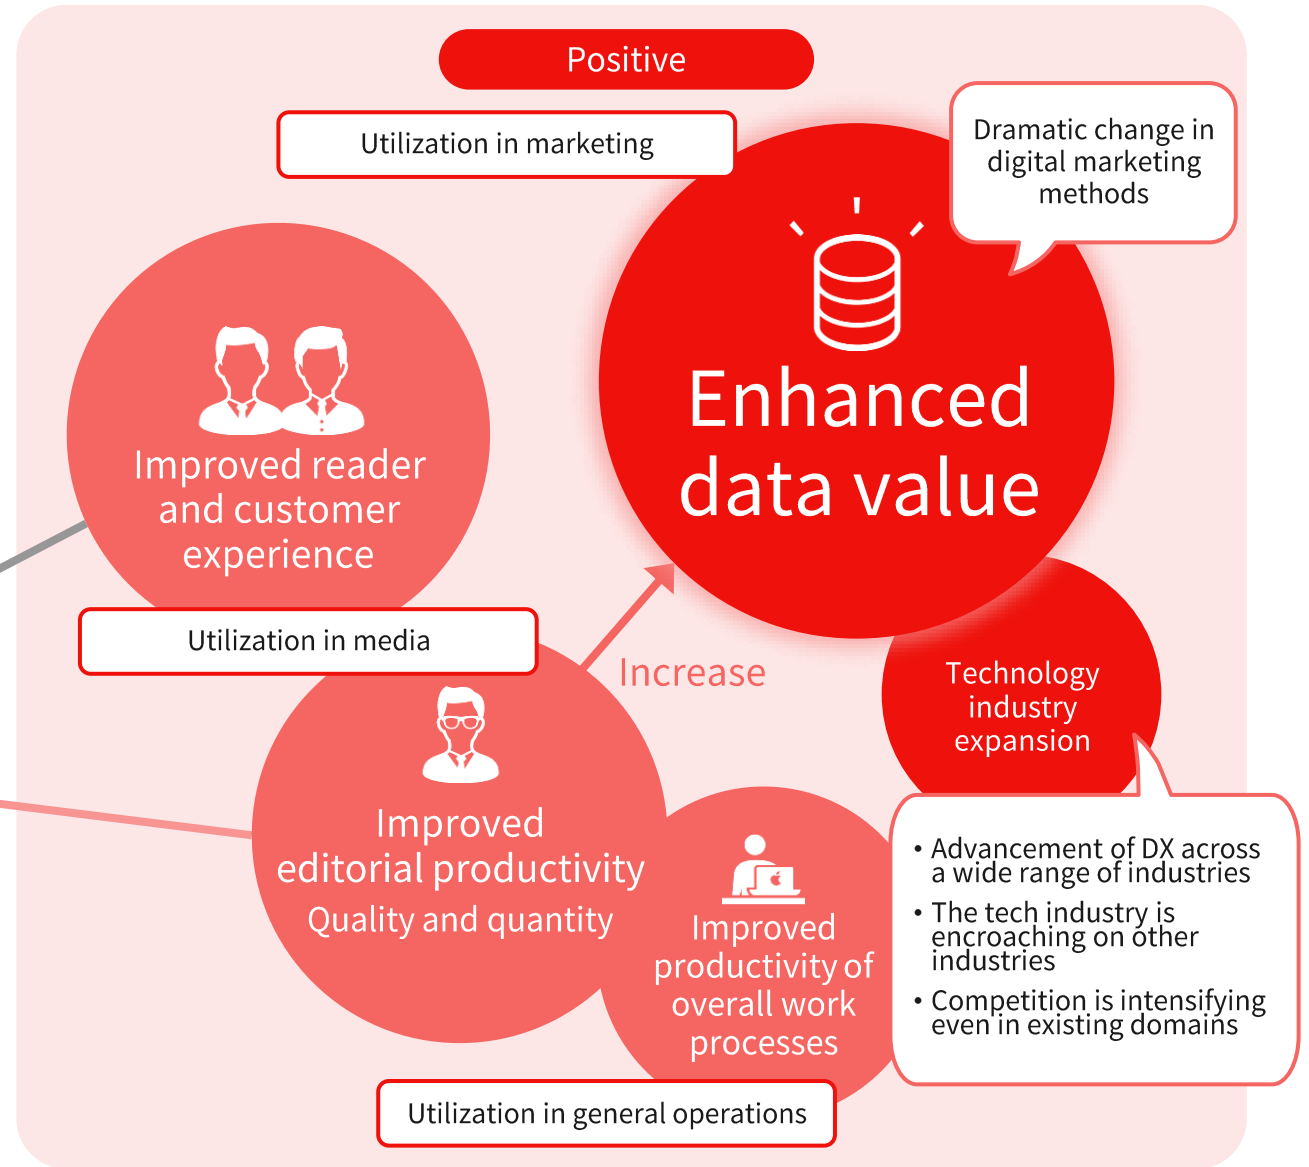 Positive
Utilization in marketing
Dramatic change in
digital marketing
methods
Enhanced
data value
Improved reader
and customer
experience
Utilization in media
Increase
Technology
industry
expansion
Improved
editorial productivity
Quality and quantity
• Advancement of DX across
a wide range of industries
• The tech industry is
encroaching on other
industries
• Competition is intensifying
even in existing domains
Improved
productivity of
overall work
processes
Utilization in general operations